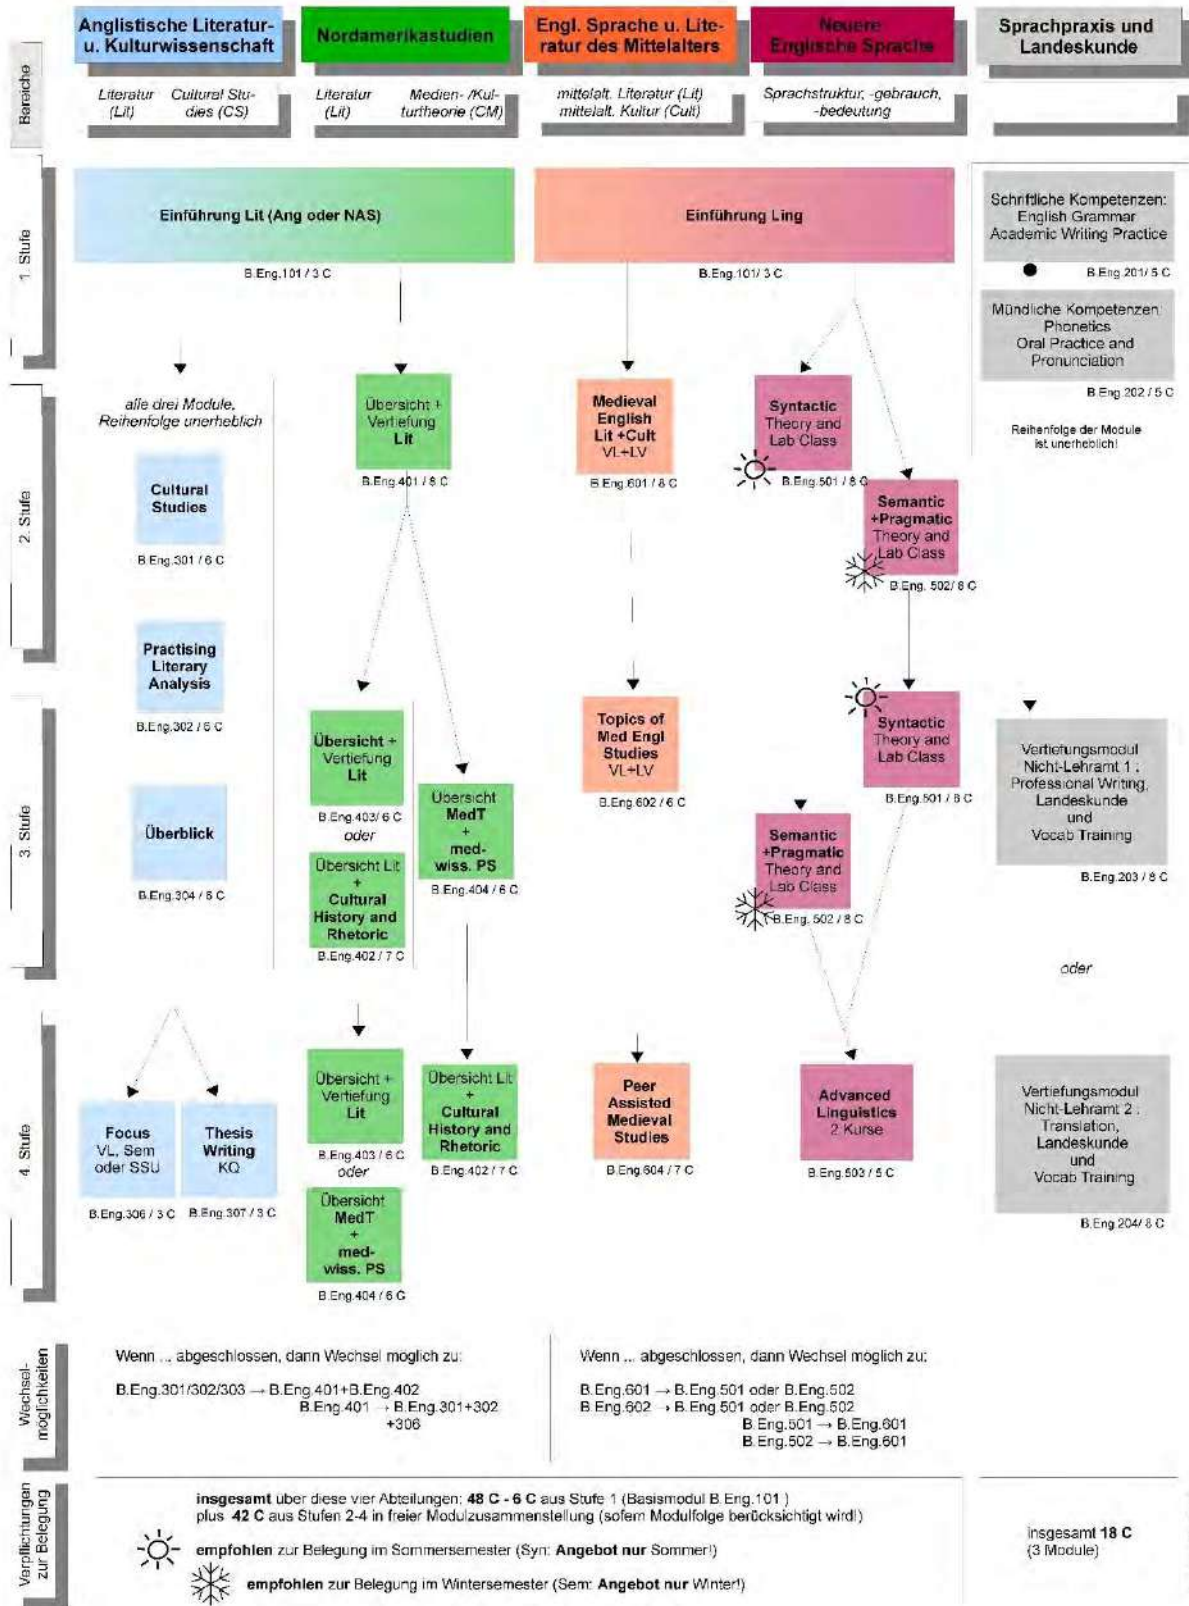 Anglistische Literatur-
u. Kulturwissenschaft
Nordamerikastudien
Engl. Sprache u. Lite-
ratur des Mittelalters
Neuere
Englische Sprache
Sprachpraxis und
Landeskunde
Bereiche
Literatur
(Lit)
Cultural Stu-
dies (CS)
Literatur
(Lit)
Medien- /Kul-
turtheorie (CM)
mittelalt. Literatur (Lit)
mittelalt. Kultur (Cult)
Sprachstruktur, -gebrauch,
-bedeutung
1. Stufe
Einführung Lit (Ang oder NAS)
B.Eng.101 / 3 C
Einführung Ling
B.Eng.101/ 3 C
Schriftliche Kompetenzen:
English Grammar
Academic Writing Practice
B.Eng.201/ 5 C
Mündliche Kompetenzen:
Phonetics
Oral Practice and
Pronunciation
B.Eng.202 / 5 C
Reihenfolge der Module
ist unerheblich!
2. Stufe
alle drei Module,
Reihenfolge unerheblich
Cultural
Studies
B.Eng.301 / 6 C
Practising
Literary
Analysis
B.Eng.302 / 6 C
Übersicht +
Vertiefung
Lit
B.Eng.401 / 8 C
Medieval
English
Lit +Cult
VL+LV
B.Eng.601 / 8 C
Syntactic
Theory and
Lab Class
B.Eng.501 / 8 C
Semantic
+Pragmatic
Theory and
Lab Class
B.Eng. 502/ 8 C
3. Stufe
Überblick
B.Eng.304 / 6 C
Übersicht +
Vertiefung
Lit
B.Eng.403/ 6 C
oder
Übersicht Lit
+
Cultural
History and
Rhetoric
B.Eng.402 / 7 C
Übersicht
MedT
+
med-
wiss. PS
B.Eng.404 / 6 C
Topics of
Med Engl
Studies
VL+LV
B.Eng.602 / 6 C
Syntactic
Theory and
Lab Class
B.Eng.501 / 8 C
Semantic
+Pragmatic
Theory and
Lab Class
B.Eng. 502 / 8 C
Vertiefungsmodul
Nicht-Lehramt 1 :
Professional Writing,
Landeskunde
und
Vocab Training
B.Eng.203 / 8 C
oder
4. Stufe
Focus
VL, Sem
oder SSU
B.Eng.306 / 3 C
Thesis
Writing
KQ
B.Eng.307 / 3 C
Übersicht +
Vertiefung
Lit
B.Eng.403 / 6 C
oder
Übersicht
MedT
+
med-
wiss. PS
B.Eng.404 / 6 C
Übersicht Lit
+
Cultural
History and
Rhetoric
B.Eng.402 / 7 C
Peer
Assisted
Medieval
Studies
B.Eng.604 / 7 C
Advanced
Linguistics
2 Kurse
B.Eng.503 / 5 C
Vertiefungsmodul
Nicht-Lehramt 2 :
Translation,
Landeskunde
und
Vocab Training
B.Eng.204/ 8 C
Wechsel-
möglichkeiten
Wenn ... abgeschlossen, dann Wechsel möglich zu:
B.Eng.301/302/303 → B.Eng.401+B.Eng.402
B.Eng.401 → B.Eng.301+302
+306
Wenn ... abgeschlossen, dann Wechsel möglich zu:
B.Eng.601 → B.Eng.501 oder B.Eng.502
B.Eng.602 → B.Eng.501 oder B.Eng.502
B.Eng.501 → B.Eng.601
B.Eng.502 → B.Eng.601
Verpflichtungen
zur Belegung
insgesamt über diese vier Abteilungen: 48 C - 6 C aus Stufe 1 (Basismodul B.Eng.101 )
plus 42 C aus Stufen 2-4 in freier Modulzusammenstellung (sofern Modulfolge berücksichtigt wird!)
empfohlen zur Belegung im Sommersemester (Syn: Angebot nur Sommer!)
empfohlen zur Belegung im Wintersemester (Sem: Angebot nur Winter!)
insgesamt 18 C
(3 Module)